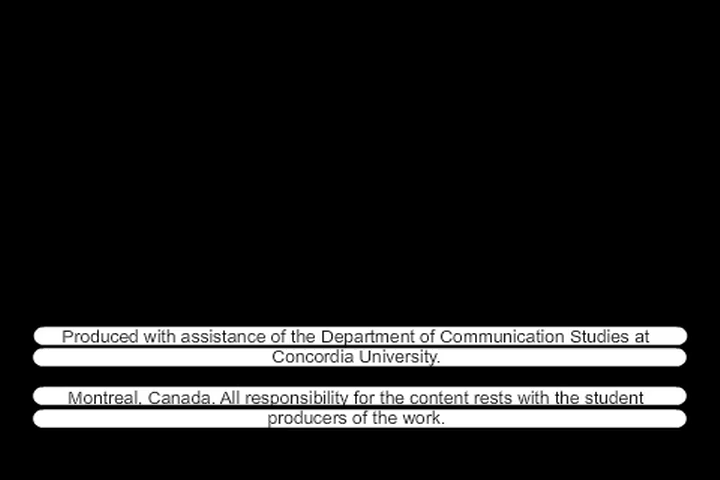 Produced with assistance of the Department of Communication Studies at
Concordia University.
Montreal, Canada. All responsibility for the content rests with the student
producers of the work.